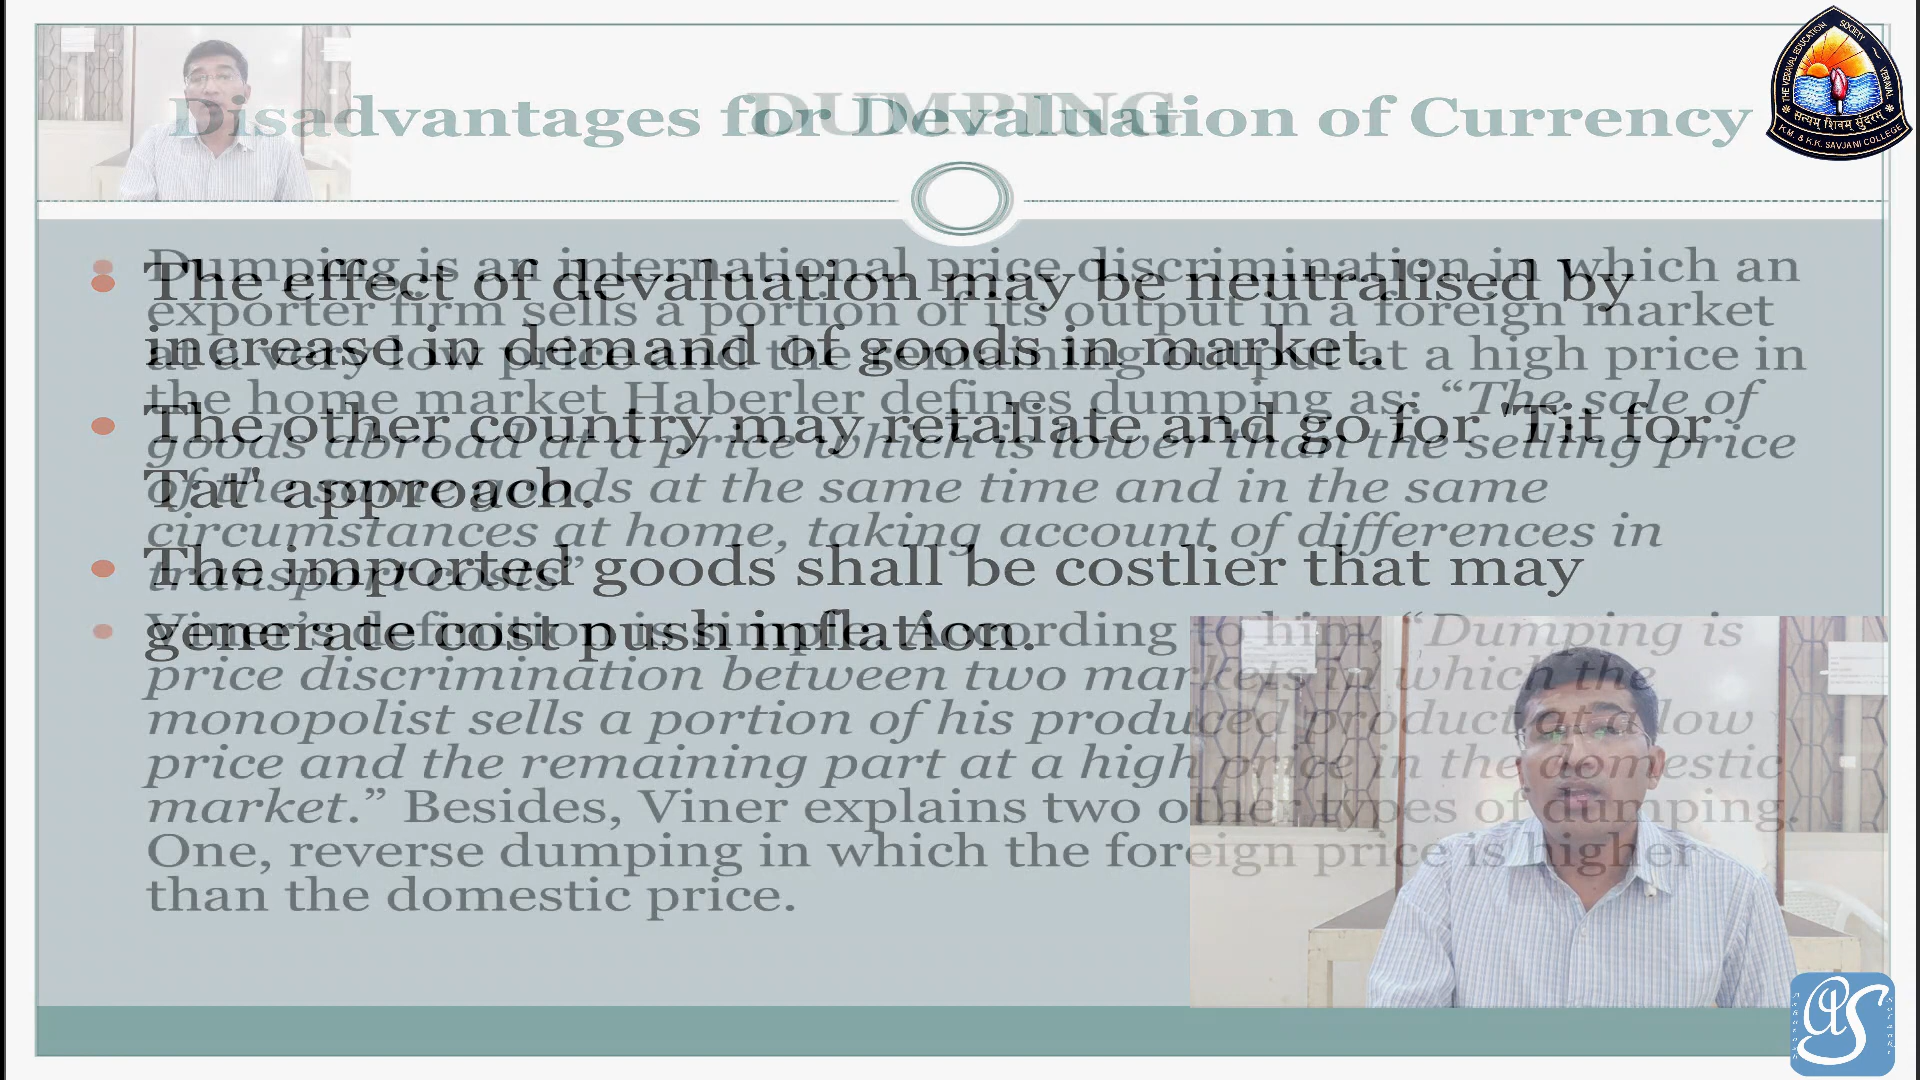 Disadvantages for Devaluation of Currency
The effect of devaluation may be neutralised by
increase in demand of goods in market.
The other country may retaliate and go for 'Tit for
Tat' approach.
The imported goods shall be costlier that may
generate cost push inflation.
DUMPING
Dumping is an international price discrimination in which an
exporter firm sells a portion of its output in a foreign market
at a very low price and the remaining output at a high price in
the home market Haberler defines dumping as: “The sale of
goods abroad at a price which is lower than the selling price
of the same goods at the same time and in the same
circumstances at home, taking account of differences in
transport costs”
Viner’s definition is simple. According to him, “Dumping is
price discrimination between two markets in which the
monopolist sells a portion of his produced product at a low
price and the remaining part at a high price in the domestic
market.” Besides, Viner explains two other types of dumping.
One, reverse dumping in which the foreign price is higher
than the domestic price.
THE VERAVAL EDUCATION SOCIETY VERAVAL
सत्यम् शिवम् सुंदरम्
K.M. & K.K. SAVJANI COLLEGE